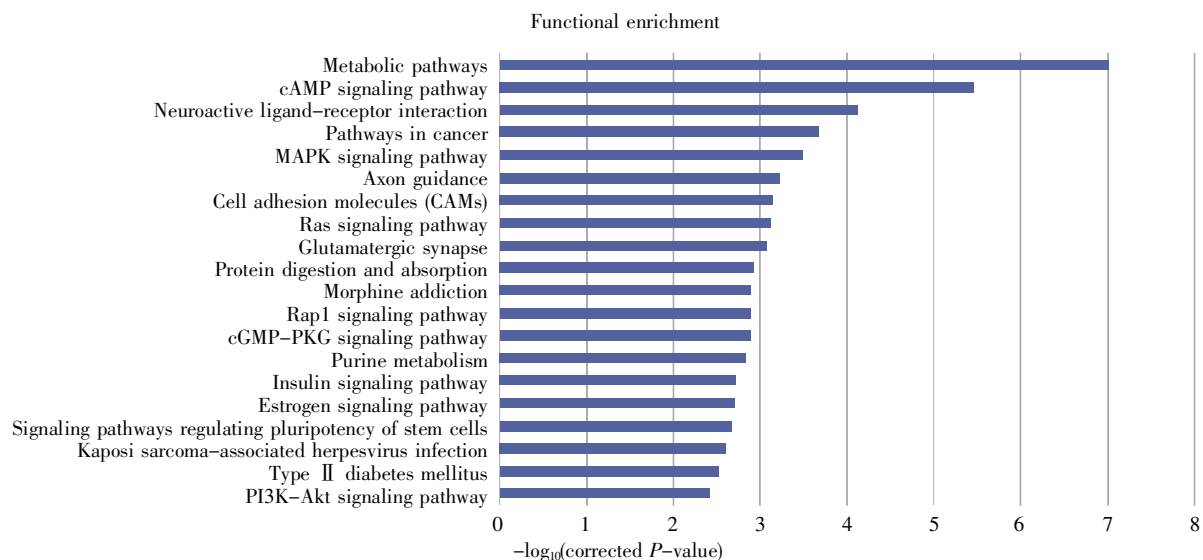 Functional enrichment
Metabolic pathways
cAMP signaling pathway
Neuroactive ligand−receptor interaction
Pathways in cancer
MAPK signaling pathway
Axon guidance
Cell adhesion molecules (CAMs)
Ras signaling pathway
Glutamatergic synapse
Protein digestion and absorption
Morphine addiction
Rap1 signaling pathway
cGMP−PKG signaling pathway
Purine metabolism
Insulin signaling pathway
Estrogen signaling pathway
Signaling pathways regulating pluripotency of stem cells
Kaposi sarcoma−associated herpesvirus infection
Type Ⅱ diabetes mellitus
PI3K−Akt signaling pathway
0 1 2 3 4 5 6 7 8
−log₁₀(corrected P−value)